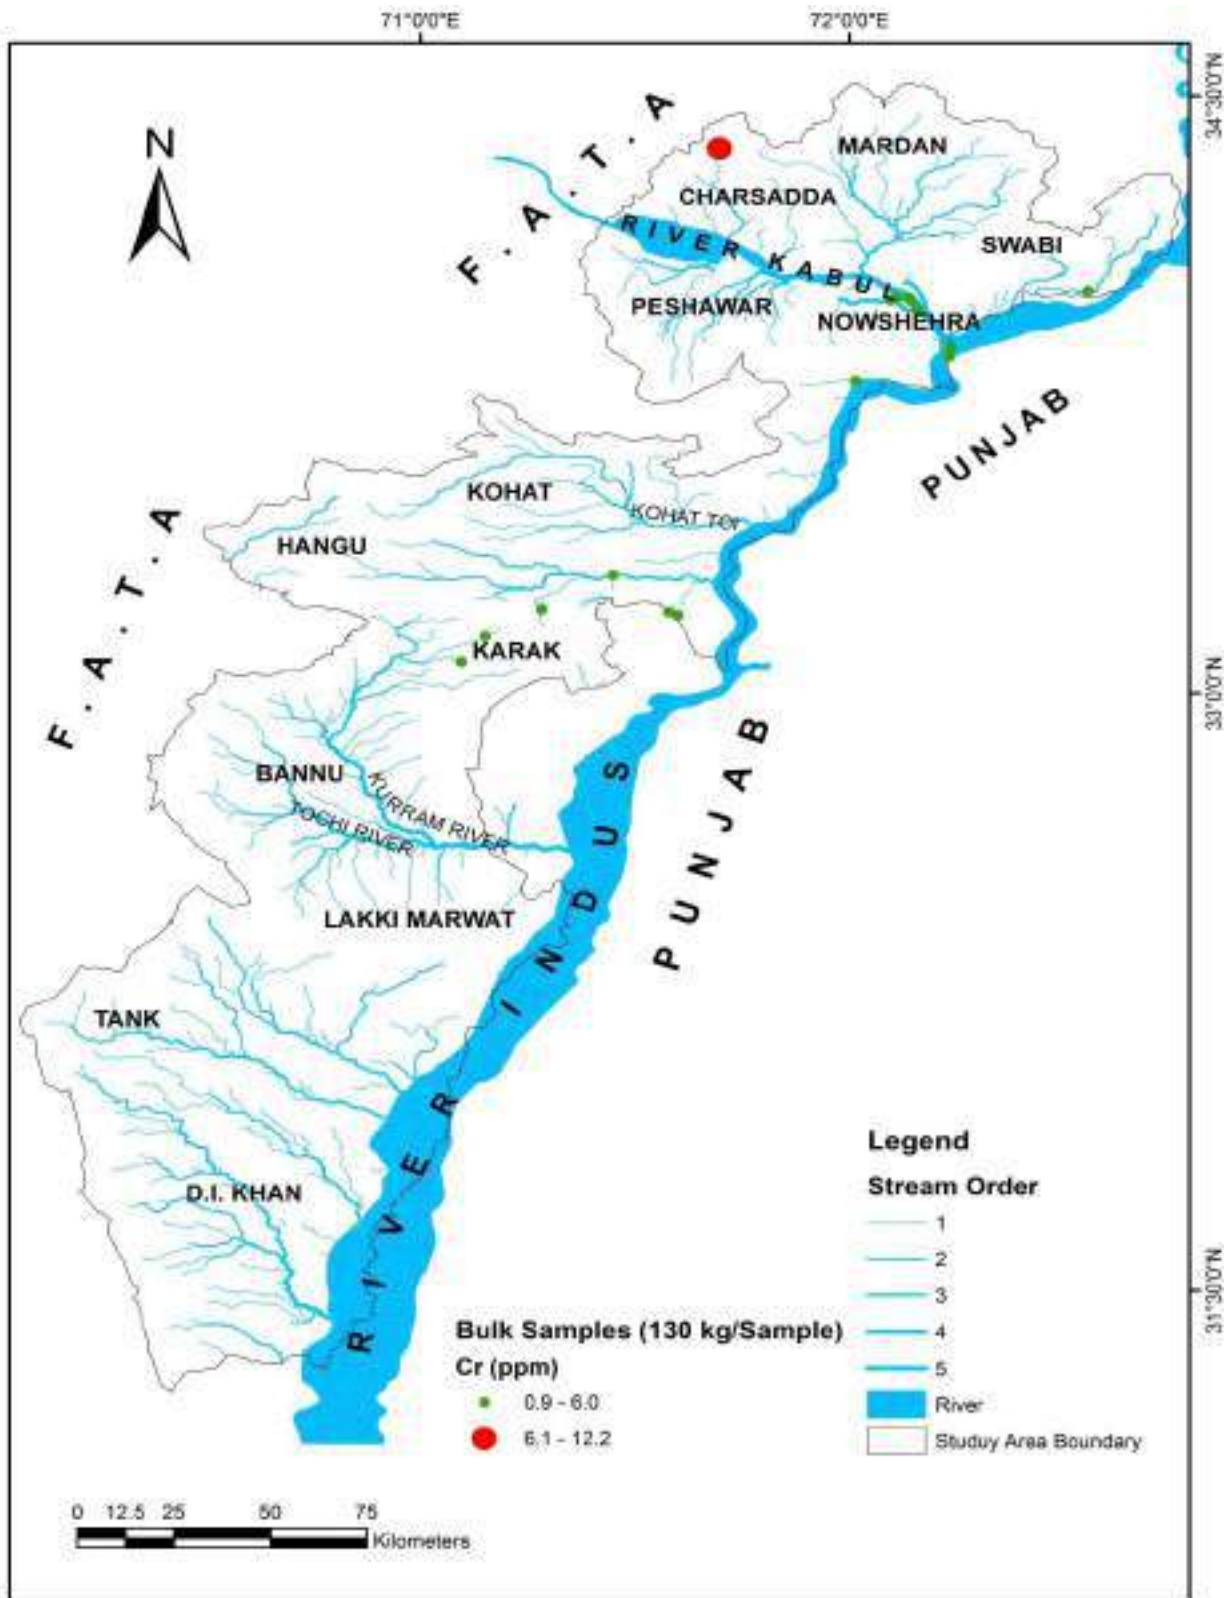 71°0'0"E
72°0'0"E
34°30'0"N
N
F . A . T . A
MARDAN
CHARSADDA
SWABI
RIVER KABUL
PESHAWAR
NOWSHEHRA
PUNJAB
KOHAT
KOHAT TOI
HANGU
F . A . T . A
KARAK
33°0'0"N
BANNU
KURRAM RIVER
TOCHI RIVER
PUNJAB
LAKKI MARWAT
RIVER INDUS
TANK
D.I. KHAN
31°30'0"N
Legend
Stream Order
1
2
3
4
5
River
Studuy Area Boundary
Bulk Samples (130 kg/Sample)
Cr (ppm)
0.9 - 6.0
6.1 - 12.2
0 12.5 25 50 75
Kilometers